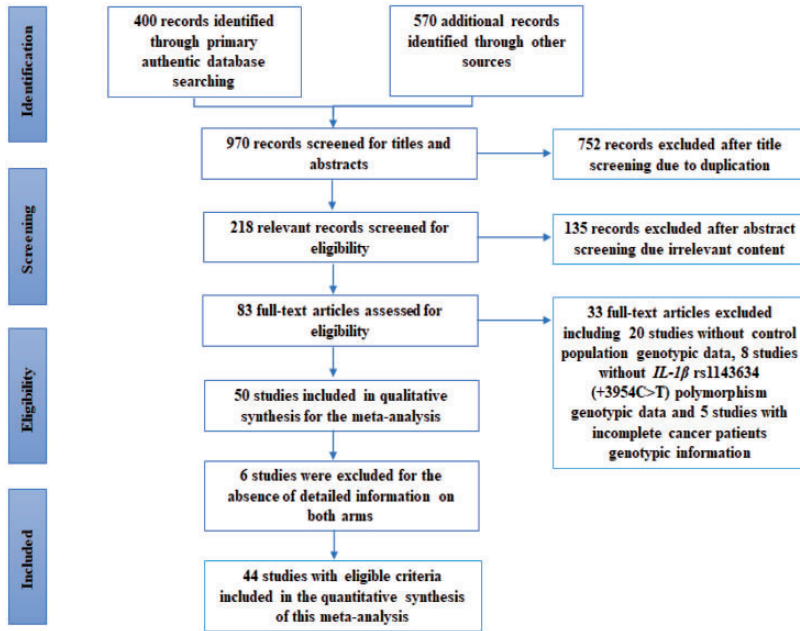 Identification
400 records identified
through primary
authentic database
searching
570 additional records
identified through other
sources
970 records screened for titles and
abstracts
752 records excluded after title
screening due to duplication
Screening
218 relevant records screened for
eligibility
135 records excluded after abstract
screening due irrelevant content
83 full-text articles assessed for
eligibility
33 full-text articles excluded
including 20 studies without control
population genotypic data, 8 studies
without IL-1β rs1143634
(+3954C>T) polymorphism
genotypic data and 5 studies with
incomplete cancer patients
genotypic information
Eligibility
50 studies included in qualitative
synthesis for the meta-analysis
6 studies were excluded for the
absence of detailed information on
both arms
Included
44 studies with eligible criteria
included in the quantitative synthesis
of this meta-analysis